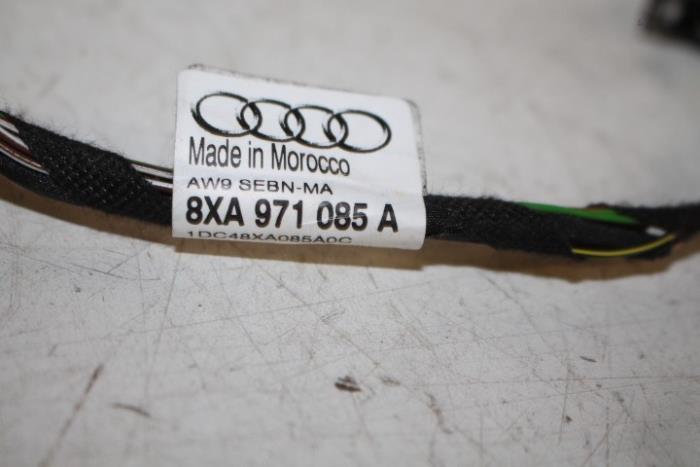 Made in Morocco
AW9 SEBN-MA
8XA 971 085 A
1DC48XA085A0C